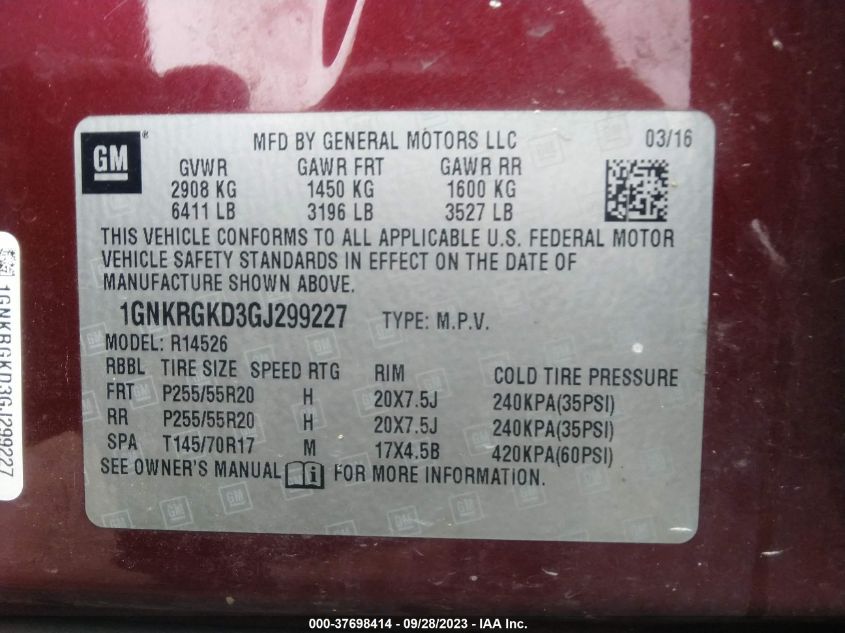 GM ®
MFD BY GENERAL MOTORS LLC 03/16
GVWR GAWR FRT GAWR RR
2908 KG 1450 KG 1600 KG
6411 LB 3196 LB 3527 LB
THIS VEHICLE CONFORMS TO ALL APPLICABLE U.S. FEDERAL MOTOR
VEHICLE SAFETY STANDARDS IN EFFECT ON THE DATE OF
MANUFACTURE SHOWN ABOVE.
1GNKRGKD3GJ299227 TYPE: M.P.V.
MODEL: R14526
RBBL TIRE SIZE SPEED RTG RIM COLD TIRE PRESSURE
FRT P255/55R20 H 20X7.5J 240KPA(35PSI)
RR P255/55R20 H 20X7.5J 240KPA(35PSI)
SPA T145/70R17 M 17X4.5B 420KPA(60PSI)
SEE OWNER'S MANUAL i FOR MORE INFORMATION.
1GNKRGKD3GJ299227
000-37698414 - 09/28/2023 - IAA Inc.